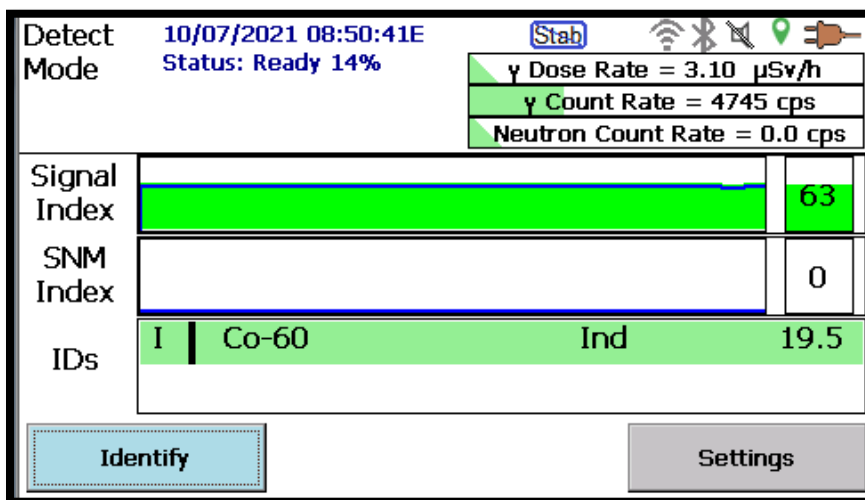 Detect Mode
10/07/2021 08:50:41E
Status: Ready 14%
Stab
γ Dose Rate = 3.10 μSv/h
γ Count Rate = 4745 cps
Neutron Count Rate = 0.0 cps
Signal Index
63
SNM Index
0
IDs
I Co-60 Ind 19.5
Identify
Settings